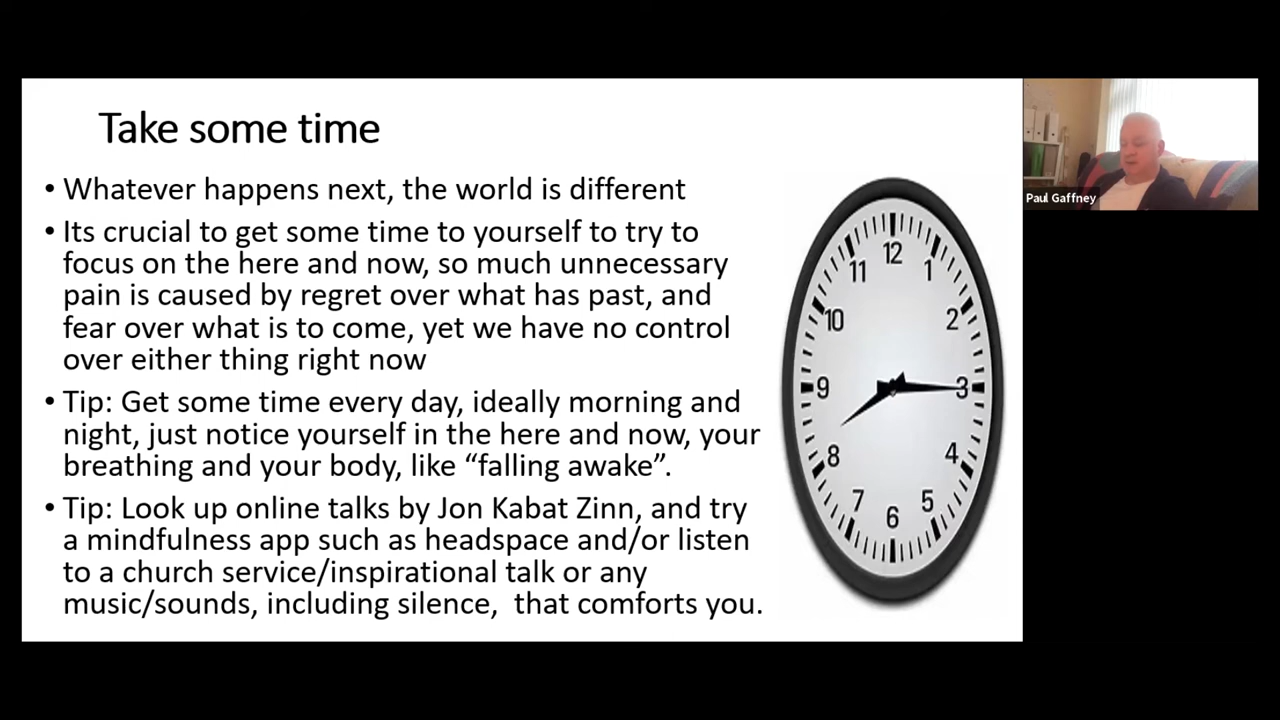 Take some time
• Whatever happens next, the world is different
• Its crucial to get some time to yourself to try to
focus on the here and now, so much unnecessary
pain is caused by regret over what has past, and
fear over what is to come, yet we have no control
over either thing right now
• Tip: Get some time every day, ideally morning and
night, just notice yourself in the here and now, your
breathing and your body, like “falling awake”.
• Tip: Look up online talks by Jon Kabat Zinn, and try
a mindfulness app such as headspace and/or listen
to a church service/inspirational talk or any
music/sounds, including silence,  that comforts you.
12
1
2
3
4
5
6
7
8
9
10
11
Paul Gaffney